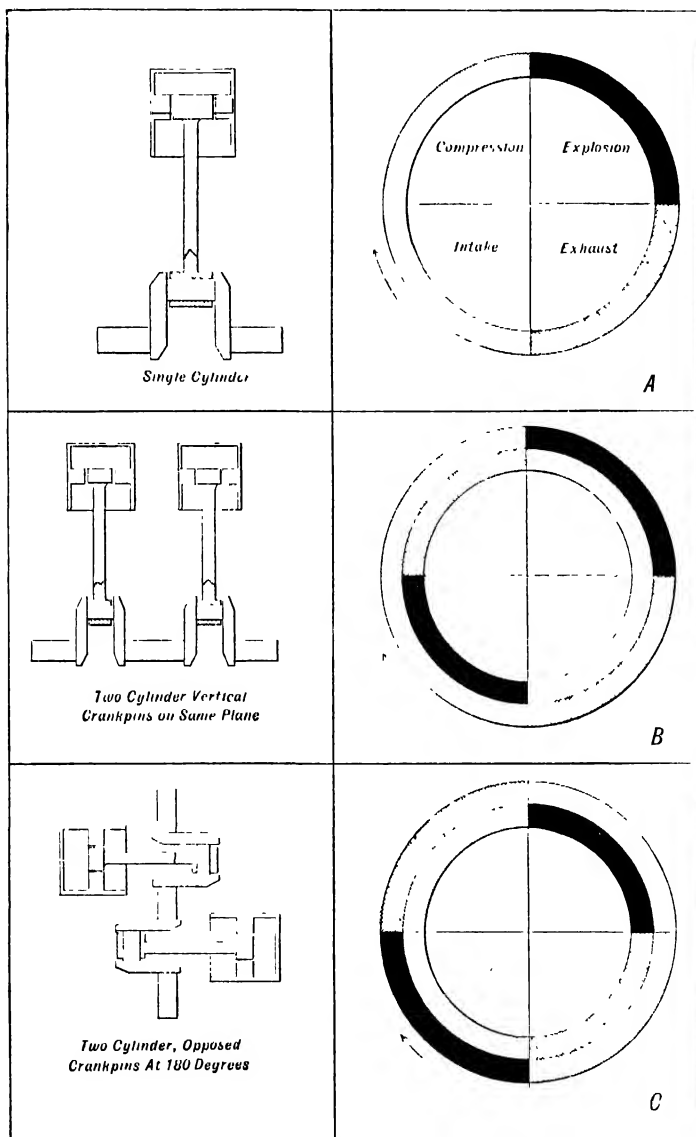 Single Cylinder
Compression
Explosion
Intake
Exhaust
A
Two Cylinder Vertical
Crankpins on Same Plane
B
Two Cylinder, Opposed
Crankpins At 180 Degrees
C